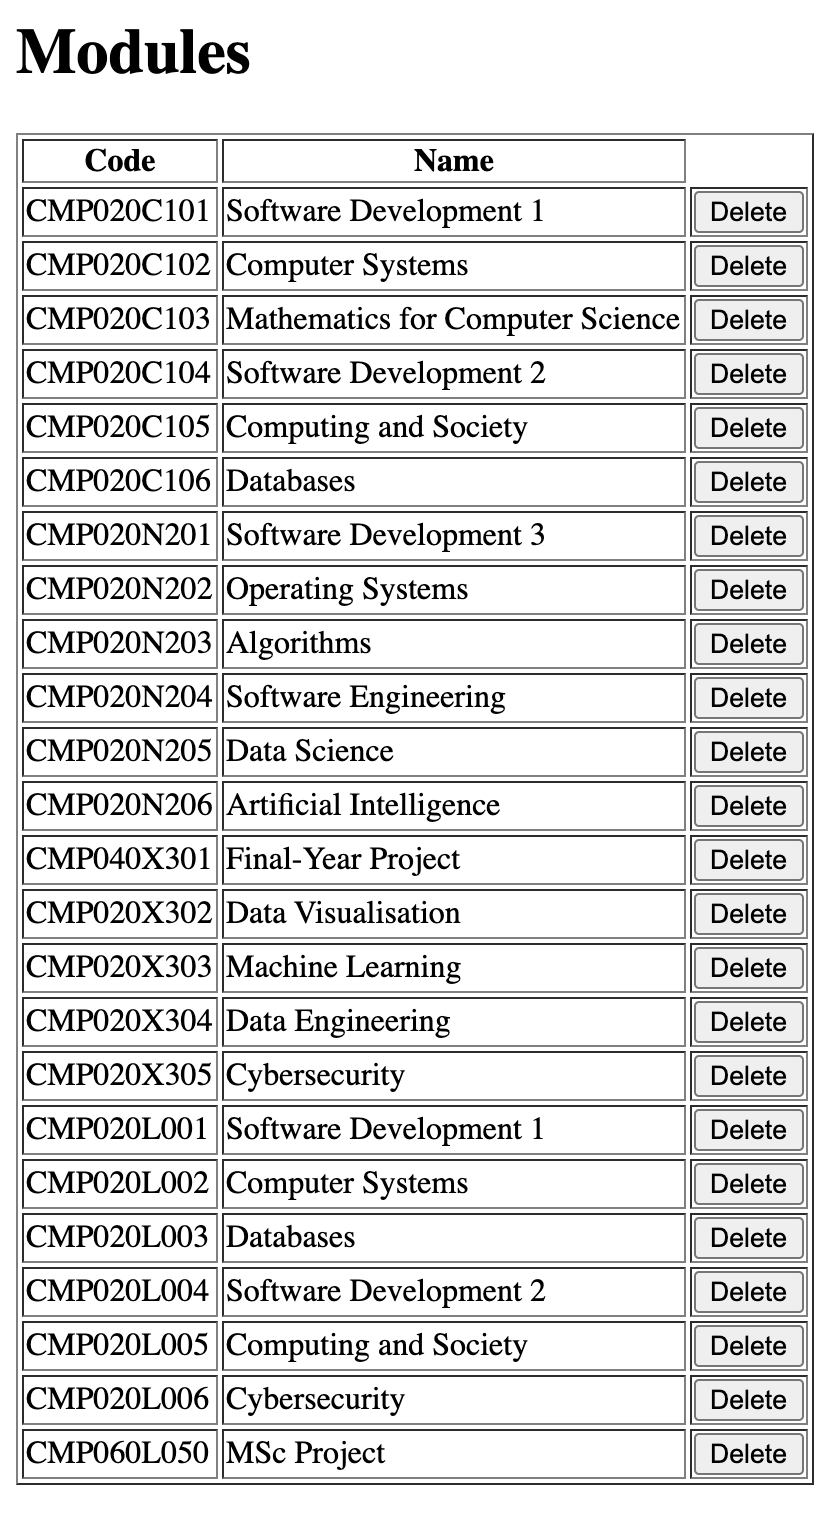 Modules
Code Name
CMP020C101 Software Development 1 Delete
CMP020C102 Computer Systems Delete
CMP020C103 Mathematics for Computer Science Delete
CMP020C104 Software Development 2 Delete
CMP020C105 Computing and Society Delete
CMP020C106 Databases Delete
CMP020N201 Software Development 3 Delete
CMP020N202 Operating Systems Delete
CMP020N203 Algorithms Delete
CMP020N204 Software Engineering Delete
CMP020N205 Data Science Delete
CMP020N206 Artificial Intelligence Delete
CMP040X301 Final-Year Project Delete
CMP020X302 Data Visualisation Delete
CMP020X303 Machine Learning Delete
CMP020X304 Data Engineering Delete
CMP020X305 Cybersecurity Delete
CMP020L001 Software Development 1 Delete
CMP020L002 Computer Systems Delete
CMP020L003 Databases Delete
CMP020L004 Software Development 2 Delete
CMP020L005 Computing and Society Delete
CMP020L006 Cybersecurity Delete
CMP060L050 MSc Project Delete